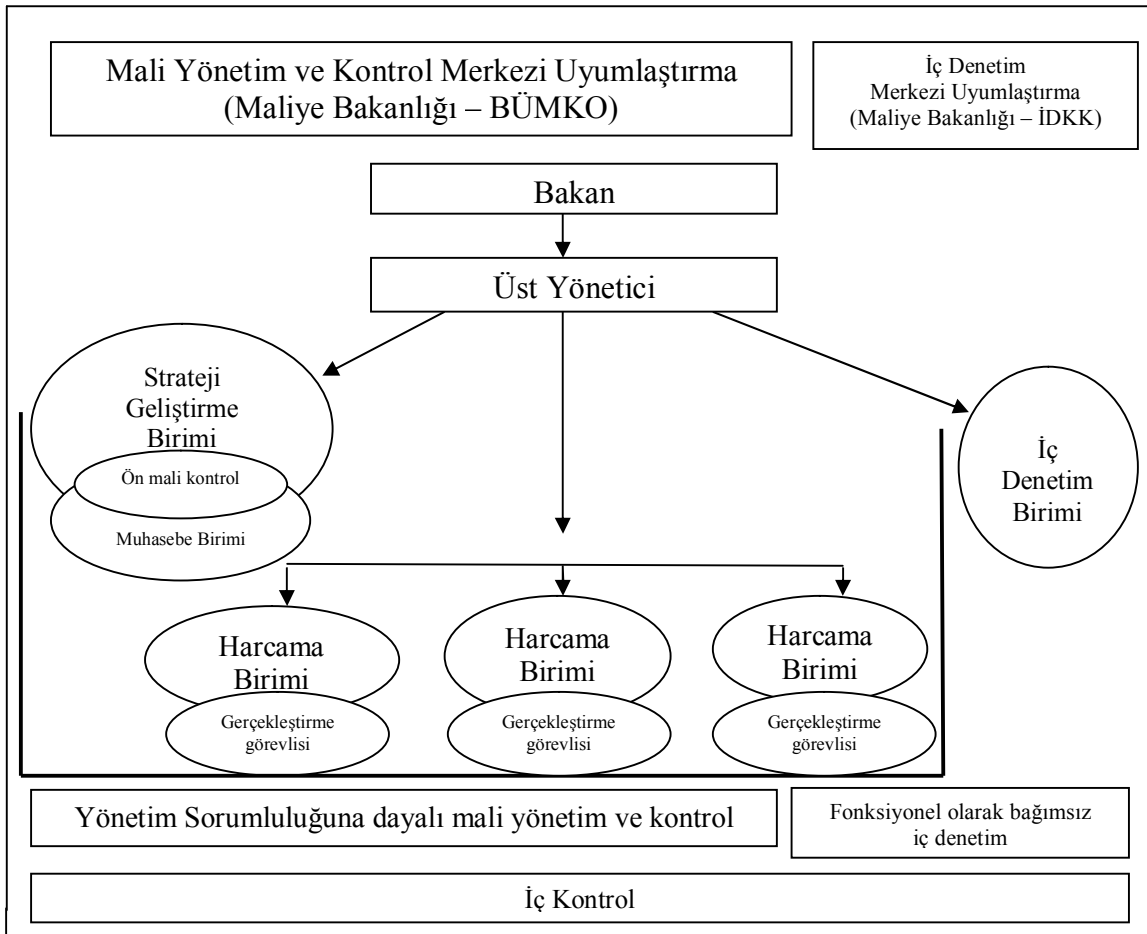 Mali Yönetim ve Kontrol Merkezi Uyumlaştırma
(Maliye Bakanlığı – BÜMKO)
İç Denetim
Merkezi Uyumlaştırma
(Maliye Bakanlığı – İDKK)
Bakan
Üst Yönetici
Strateji
Geliştirme
Birimi
Ön mali kontrol
Muhasebe Birimi
İç
Denetim
Birimi
Harcama
Birimi
Gerçekleştirme
görevlisi
Harcama
Birimi
Gerçekleştirme
görevlisi
Harcama
Birimi
Gerçekleştirme
görevlisi
Yönetim Sorumluluğuna dayalı mali yönetim ve kontrol
Fonksiyonel olarak bağımsız
iç denetim
İç Kontrol